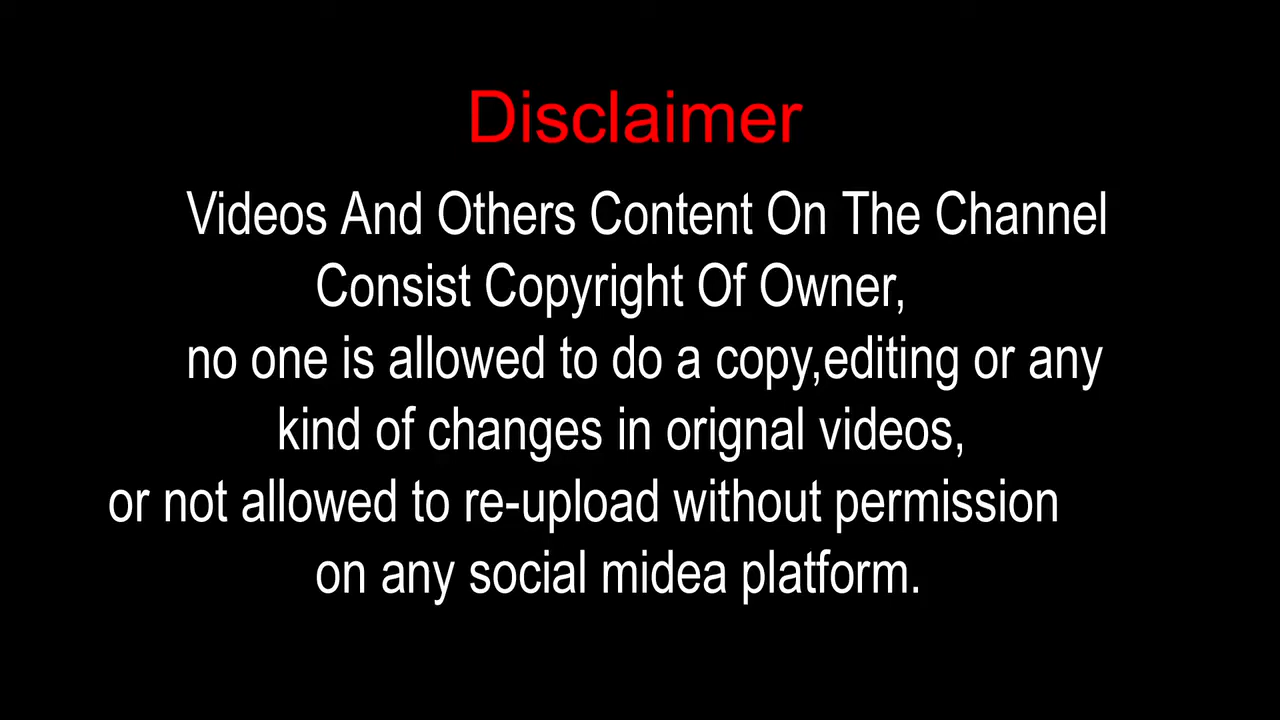 Disclaimer
Videos And Others Content On The Channel
Consist Copyright Of Owner,
no one is allowed to do a copy,editing or any
kind of changes in orignal videos,
or not allowed to re-upload without permission
on any social midea platform.